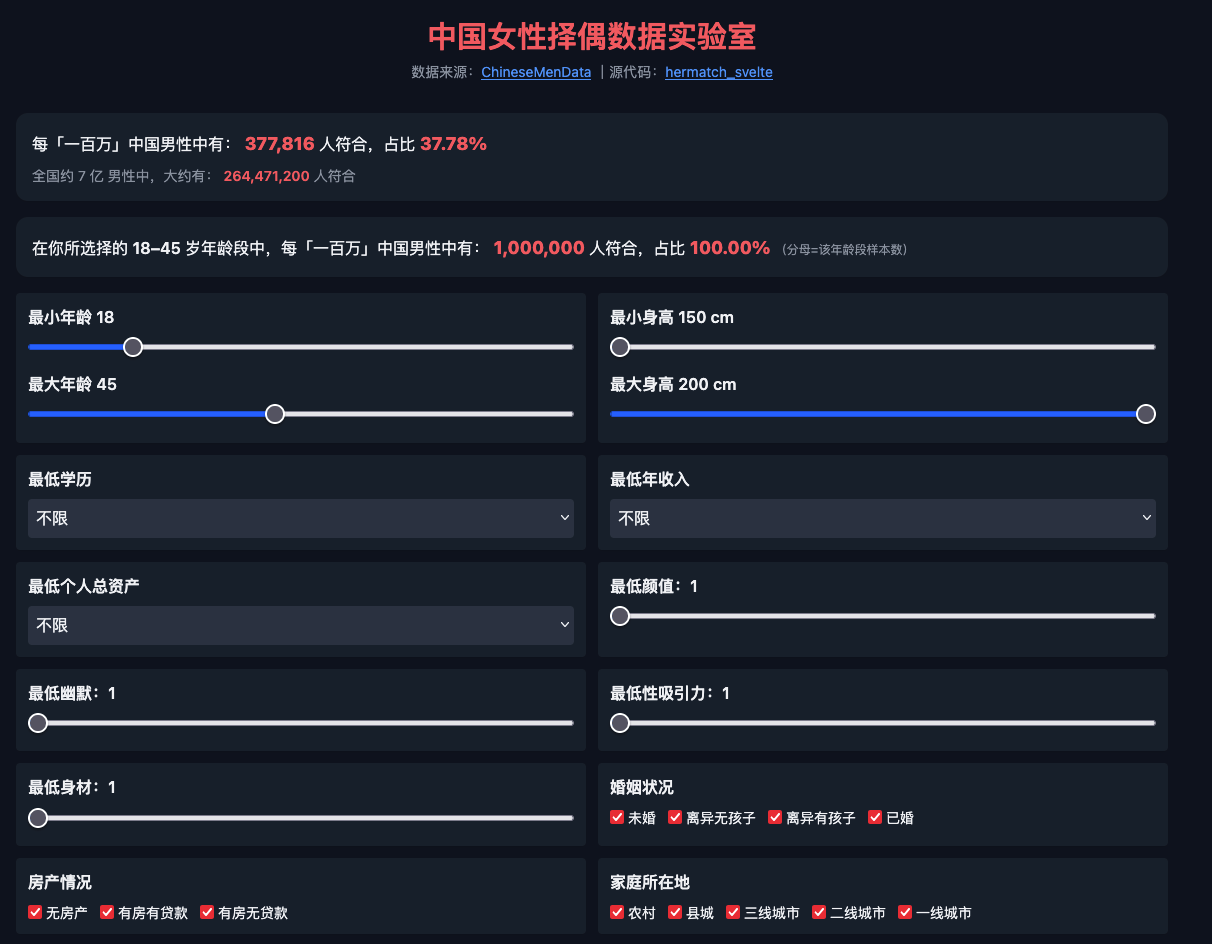 中国女性择偶数据实验室
数据来源：ChineseMenData | 源代码：hermatch_svelte
每「一百万」中国男性中有： 377,816 人符合，占比 37.78%
全国约 7 亿 男性中，大约有： 264,471,200 人符合
在你所选择的 18–45 岁年龄段中，每「一百万」中国男性中有： 1,000,000 人符合，占比 100.00% （分母=该年龄段样本数）
最小年龄 18
最大年龄 45
最小身高 150 cm
最大身高 200 cm
最低学历
不限
最低年收入
不限
最低个人总资产
不限
最低颜值：1
最低幽默：1
最低性吸引力：1
最低身材：1
婚姻状况
未婚 离异无孩子 离异有孩子 已婚
房产情况
无房产 有房有贷款 有房无贷款
家庭所在地
农村 县城 三线城市 二线城市 一线城市